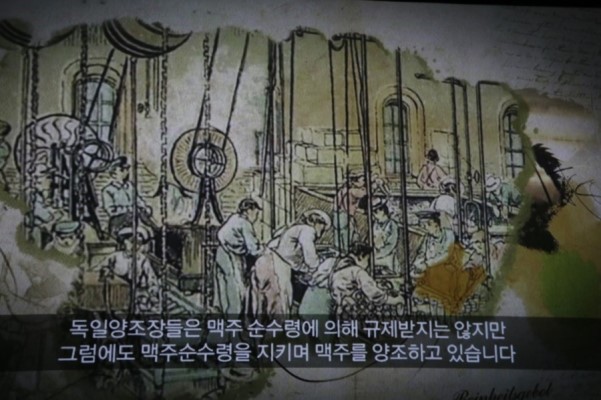 독일양조장들은 맥주 순수령에 의해 규제받지는 않지만
그럼에도 맥주순수령을 지키며 맥주를 양조하고 있습니다
Reinheitsgebot